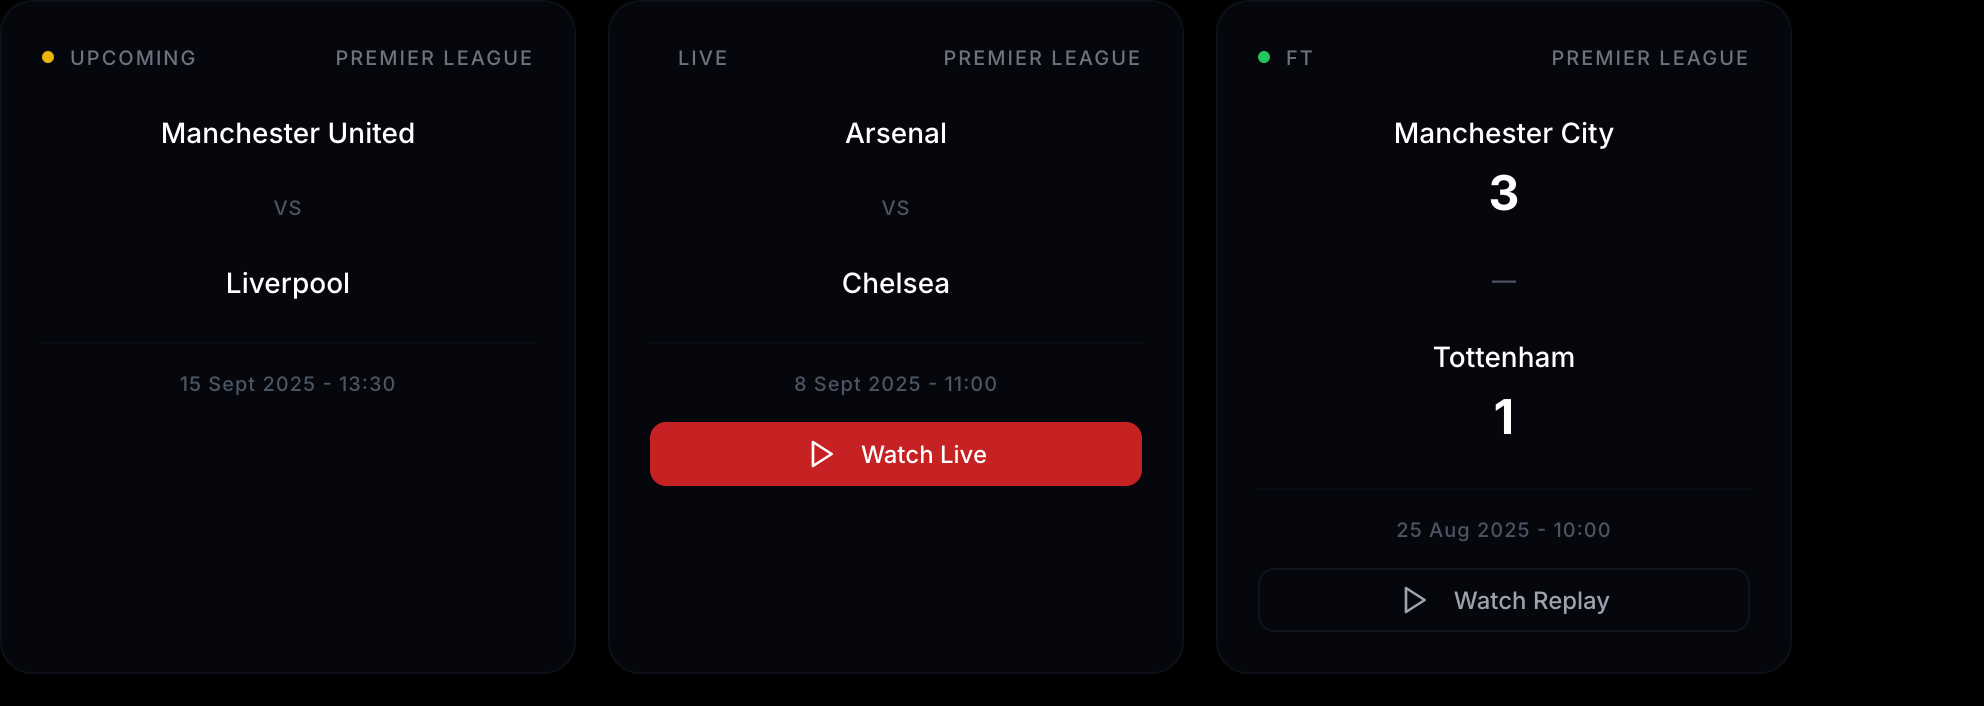 UPCOMING PREMIER LEAGUE
Manchester United
VS
Liverpool
15 Sept 2025 - 13:30
LIVE PREMIER LEAGUE
Arsenal
VS
Chelsea
8 Sept 2025 - 11:00
Watch Live
FT PREMIER LEAGUE
Manchester City
3
—
Tottenham
1
25 Aug 2025 - 10:00
Watch Replay